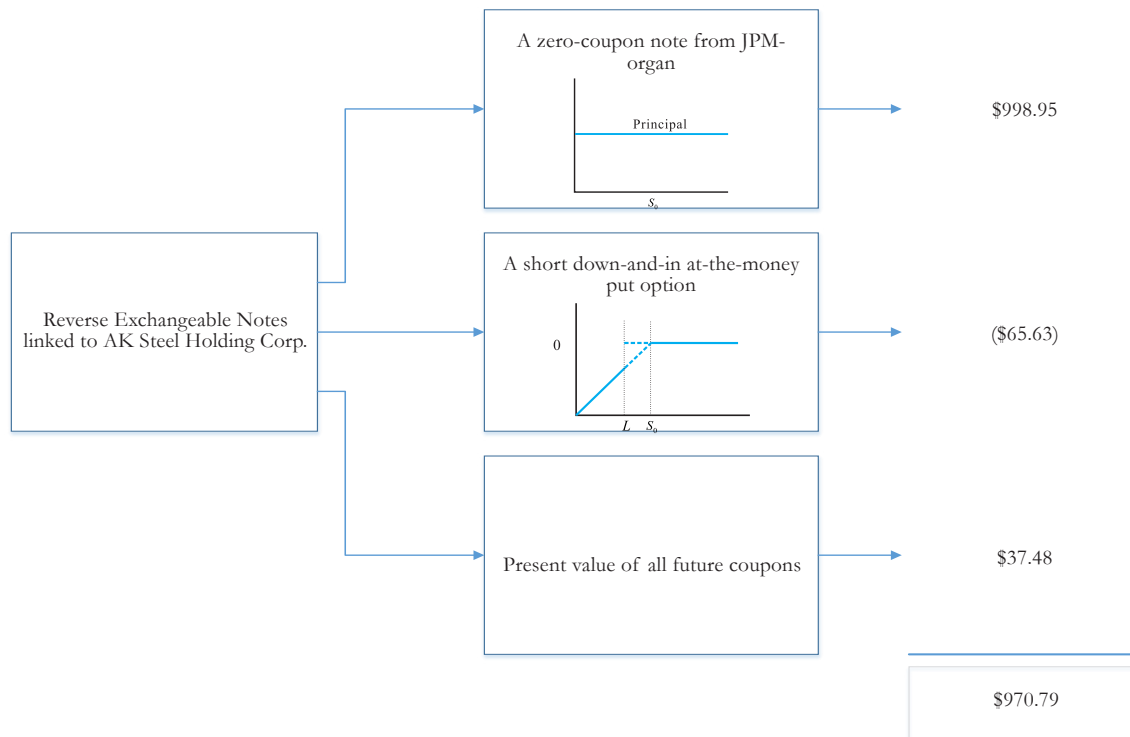 A zero-coupon note from JPM-
organ
Principal
S₀
$998.95
Reverse Exchangeable Notes
linked to AK Steel Holding Corp.
A short down-and-in at-the-money
put option
0
L S₀
($65.63)
Present value of all future coupons
$37.48
$970.79